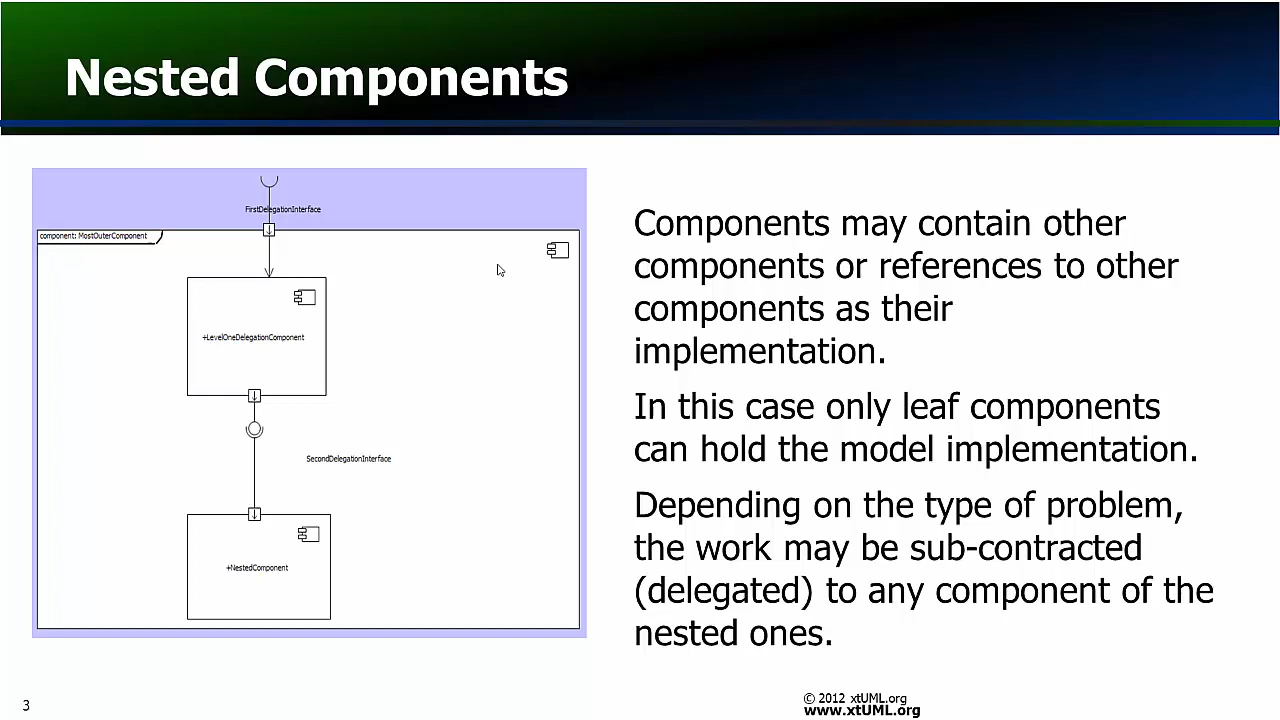 Nested Components
FirstDelegationInterface
component: MostOuterComponent
+LevelOneDelegationComponent
SecondDelegationInterface
+NestedComponent
Components may contain other
components or references to other
components as their
implementation.
In this case only leaf components
can hold the model implementation.
Depending on the type of problem,
the work may be sub-contracted
(delegated) to any component of the
nested ones.
3
© 2012 xtUML.org
www.xtUML.org